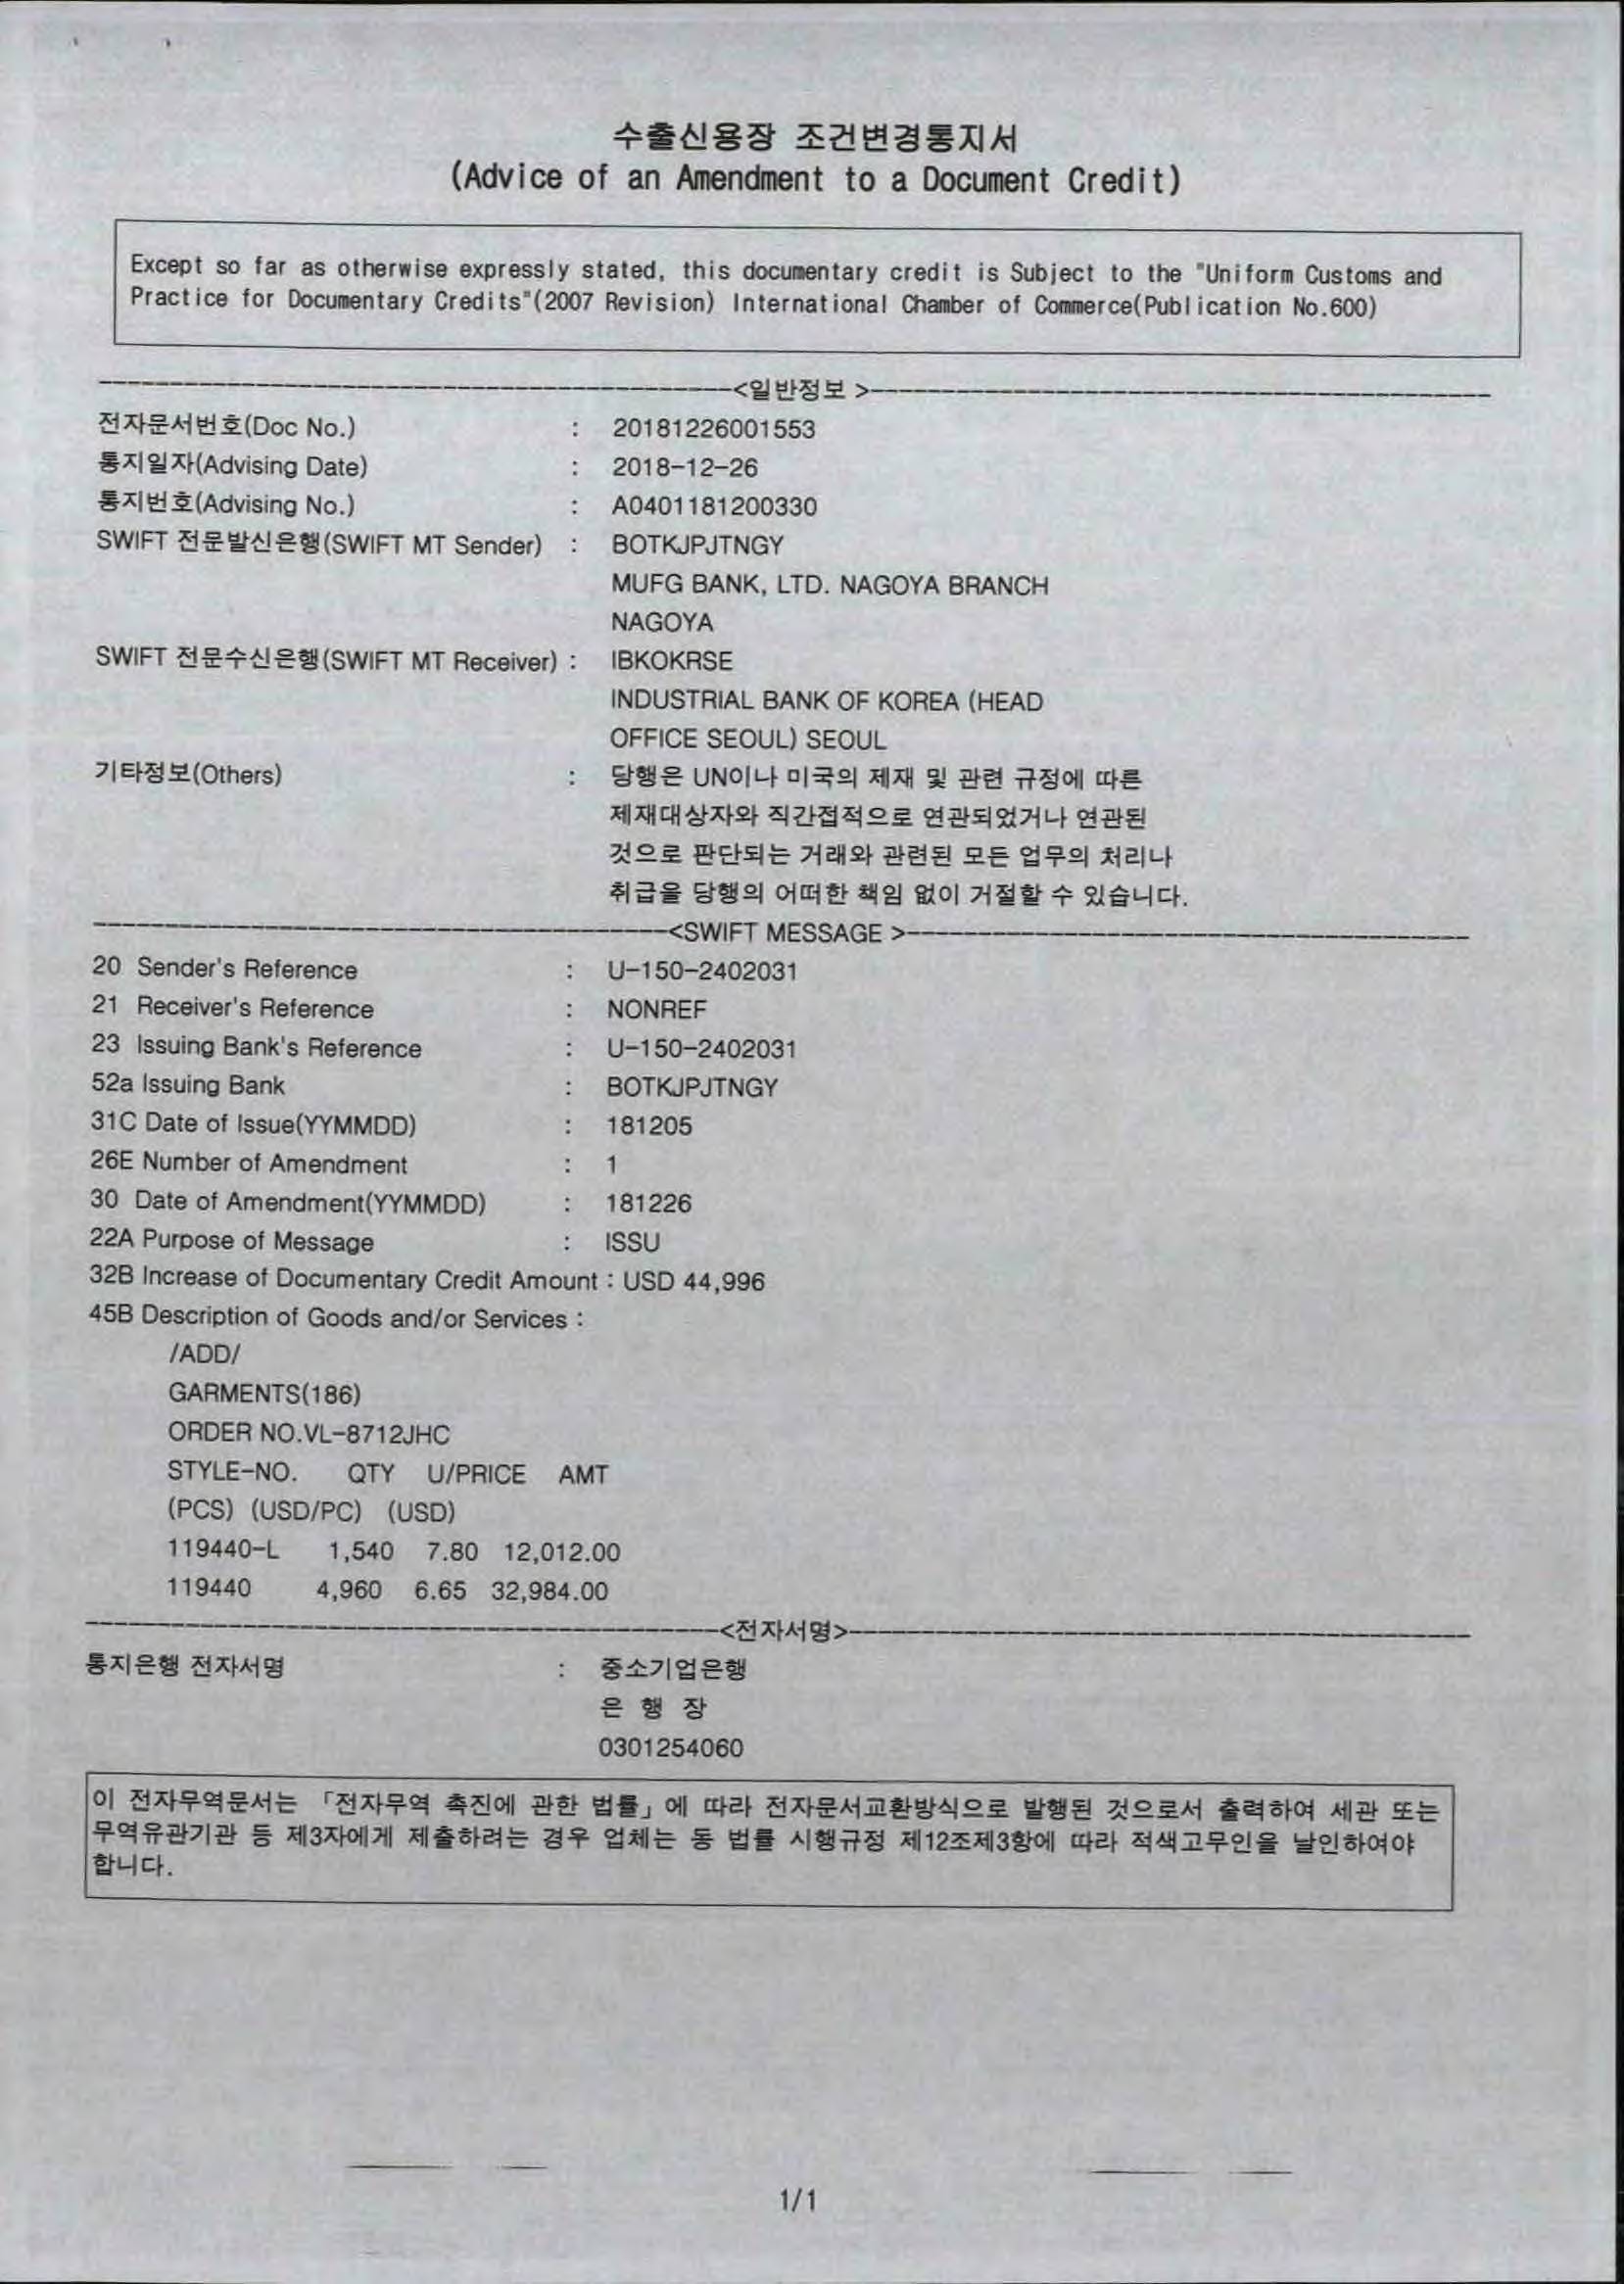 수출신용장 조건변경통지서
(Advice of an Amendment to a Document Credit)
Except so far as otherwise expressly stated, this documentary credit is Subject to the "Uniform Customs and
Practice for Documentary Credits"(2007 Revision) International Chamber of Commerce(Publication No.600)
<일반정보 >
전자문서번호(Doc No.) : 20181226001553
통지일자(Advising Date) : 2018-12-26
통지번호(Advising No.) : A0401181200330
SWIFT 전문발신은행(SWIFT MT Sender) : BOTKJPJTNGY
MUFG BANK, LTD. NAGOYA BRANCH
NAGOYA
SWIFT 전문수신은행(SWIFT MT Receiver) : IBKOKRSE
INDUSTRIAL BANK OF KOREA (HEAD
OFFICE SEOUL) SEOUL
기타정보(Others) : 당행은 UN이나 미국의 제재 및 관련 규정에 따른
제재대상자와 직간접적으로 연관되었거나 연관된
것으로 판단되는 거래와 관련된 모든 업무의 처리나
취급을 당행의 어떠한 책임 없이 거절할 수 있습니다.
<SWIFT MESSAGE >
20 Sender's Reference : U-150-2402031
21 Receiver's Reference : NONREF
23 Issuing Bank's Reference : U-150-2402031
52a Issuing Bank : BOTKJPJTNGY
31C Date of Issue(YYMMDD) : 181205
26E Number of Amendment : 1
30 Date of Amendment(YYMMDD) : 181226
22A Purpose of Message : ISSU
32B Increase of Documentary Credit Amount : USD 44,996
45B Description of Goods and/or Services :
/ADD/
GARMENTS(186)
ORDER NO.VL-8712JHC
STYLE-NO. QTY U/PRICE AMT
(PCS) (USD/PC) (USD)
119440-L 1,540 7.80 12,012.00
119440 4,960 6.65 32,984.00
<전자서명>
통지은행 전자서명 : 중소기업은행
은 행 장
0301254060
이 전자무역문서는 「전자무역 촉진에 관한 법률」에 따라 전자문서교환방식으로 발행된 것으로서 출력하여 세관 또는
무역유관기관 등 제3자에게 제출하려는 경우 업체는 동 법률 시행규정 제12조제3항에 따라 적색고무인을 날인하여야
합니다.
1/1